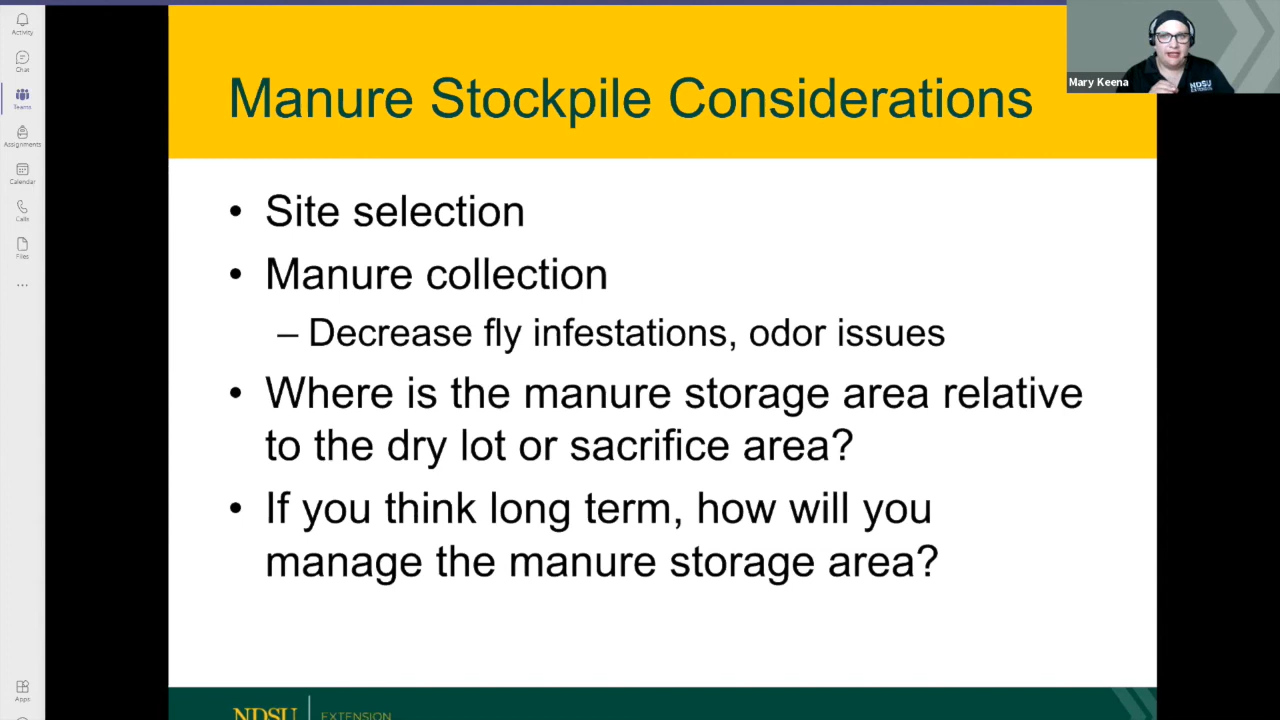 Activity
Chat
Teams
Assignments
Calendar
Calls
Files
Apps
Manure Stockpile Considerations
• Site selection
• Manure collection
– Decrease fly infestations, odor issues
• Where is the manure storage area relative
to the dry lot or sacrifice area?
• If you think long term, how will you
manage the manure storage area?
NDSU EXTENSION
Mary Keena
NDSU
EXTENSION